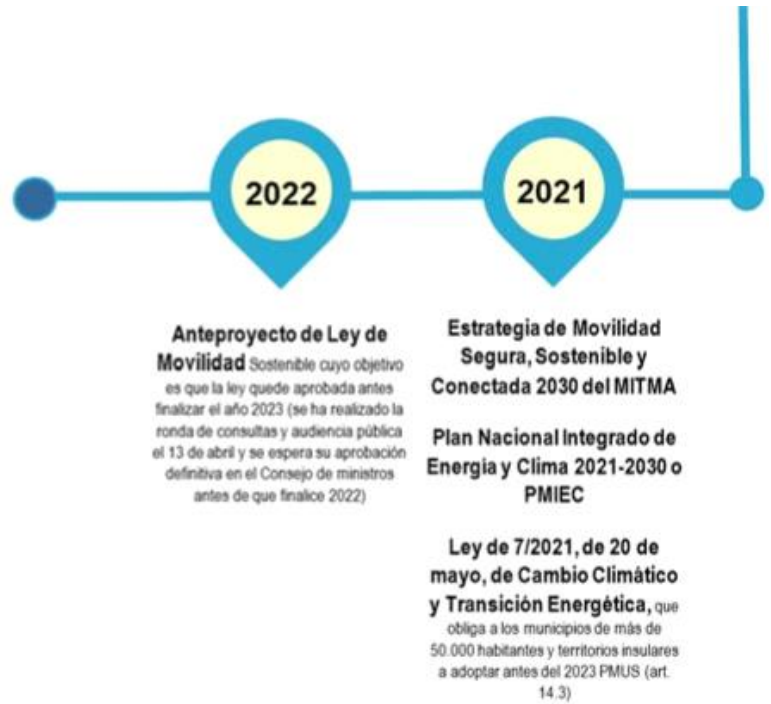 2022
Anteproyecto de Ley de
Movilidad Sostenible cuyo objetivo
es que la ley quede aprobada antes
finalizar el año 2023 (se ha realizado la
ronda de consultas y audiencia pública
el 13 de abril y se espera su aprobación
definitiva en el Consejo de ministros
antes de que finalice 2022)
2021
Estrategia de Movilidad
Segura, Sostenible y
Conectada 2030 del MITMA
Plan Nacional Integrado de
Energia y Clima 2021-2030 o
PMIEC
Ley de 7/2021, de 20 de
mayo, de Cambio Climático
y Transición Energética, que
obliga a los municipios de más de
50.000 habitantes y territorios insulares
a adoptar antes del 2023 PMUS (art.
14.3)